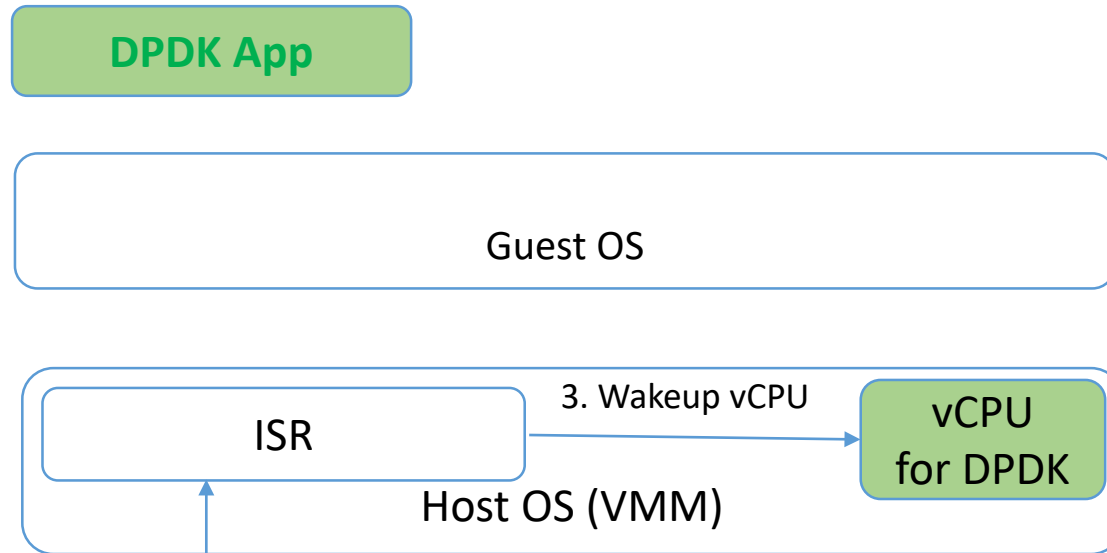 DPDK App
Guest OS
3. Wakeup vCPU
ISR
vCPU
for DPDK
Host OS (VMM)